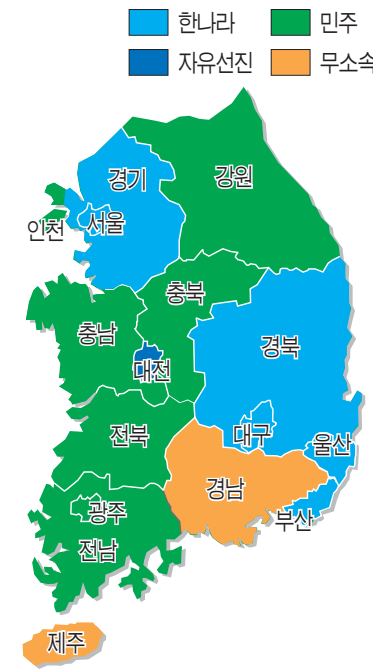 한나라 민주
자유선진 무소속
경기 강원
인천 서울
충북
충남
대전 경북
전북 대구
울산
경남
광주 부산
전남
제주